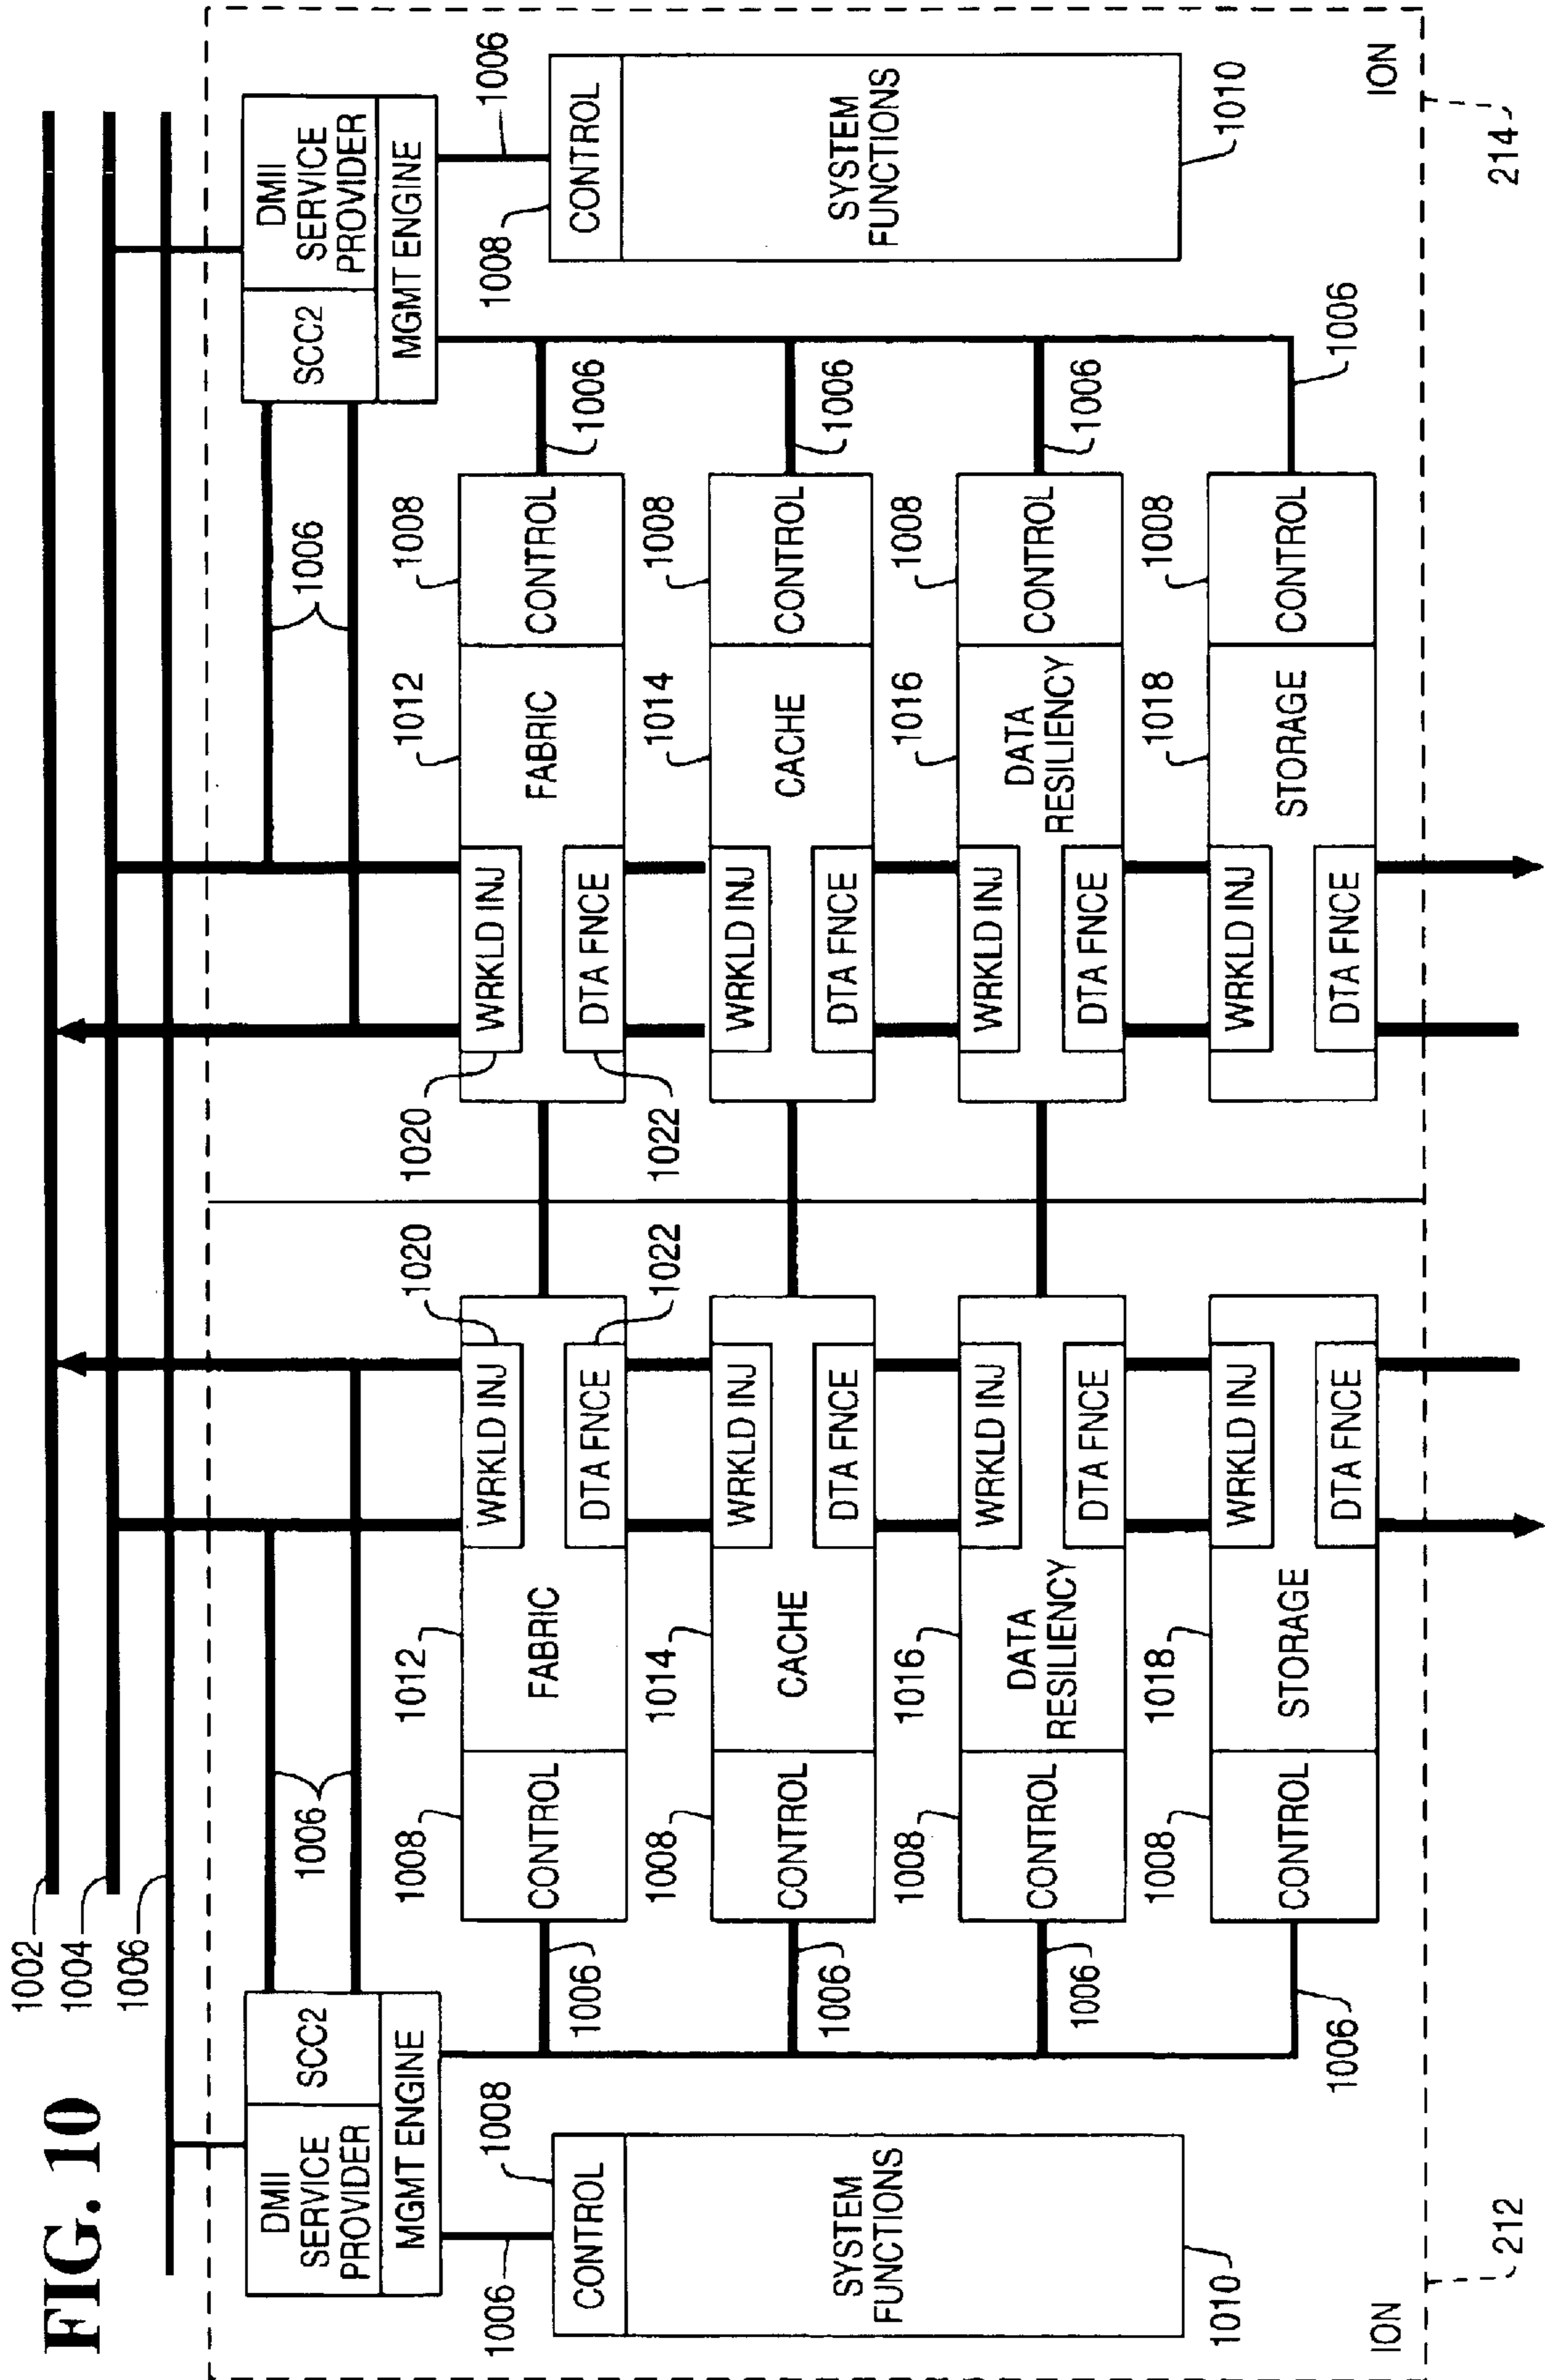 FIG. 10
1002
1004
1006
DMII
SERVICE
PROVIDER
SCC2
MGMT ENGINE
1006
1006
1008
CONTROL
SYSTEM
FUNCTIONS
1010
1008
1012
1020
CONTROL
FABRIC
WRKLD INJ
DTA FNCE
1022
1006
1008
1014
CONTROL
CACHE
WRKLD INJ
DTA FNCE
1006
1008
1016
CONTROL
DATA
RESILIENCY
WRKLD INJ
DTA FNCE
1006
1008
1018
CONTROL
STORAGE
WRKLD INJ
DTA FNCE
1006
ION
212
SCC2
DMII
SERVICE
PROVIDER
MGMT ENGINE
1006
1006
1008
CONTROL
SYSTEM
FUNCTIONS
1010
1020
1012
1008
WRKLD INJ
DTA FNCE
FABRIC
CONTROL
1022
1006
1014
1008
WRKLD INJ
DTA FNCE
CACHE
CONTROL
1006
1016
1008
WRKLD INJ
DTA FNCE
DATA
RESILIENCY
CONTROL
1006
1018
1008
WRKLD INJ
DTA FNCE
STORAGE
CONTROL
1006
ION
214